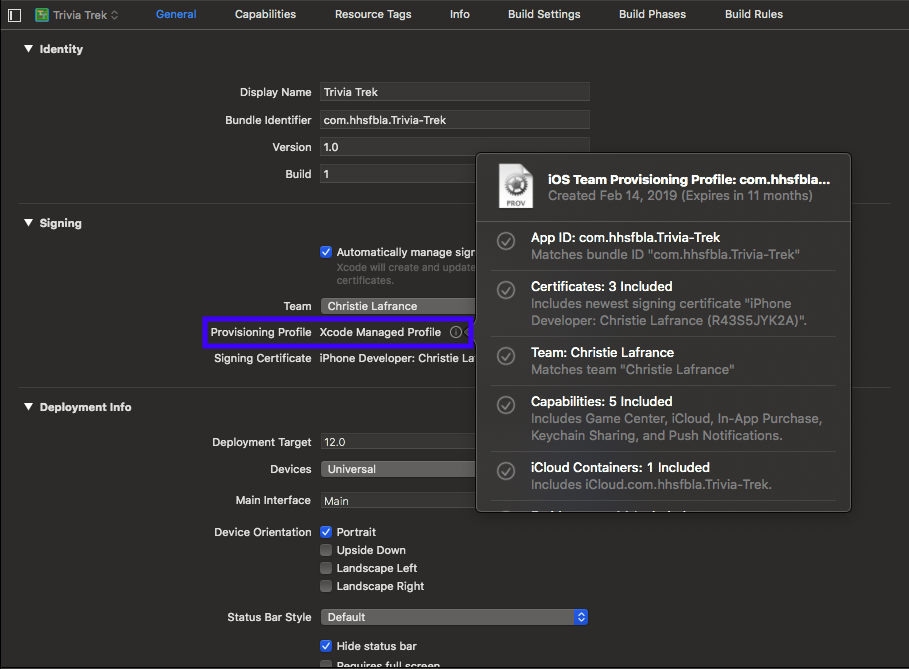 Trivia Trek
General
Capabilities
Resource Tags
Info
Build Settings
Build Phases
Build Rules
Identity
Display Name
Trivia Trek
Bundle Identifier
com.hhsfbla.Trivia-Trek
Version
1.0
Build
1
Signing
Automatically manage sign
Xcode will create and update
certificates.
Team
Christie Lafrance
Provisioning Profile
Xcode Managed Profile
Signing Certificate
iPhone Developer: Christie La
PROV
iOS Team Provisioning Profile: com.hhsfbla...
Created Feb 14, 2019 (Expires in 11 months)
App ID: com.hhsfbla.Trivia-Trek
Matches bundle ID "com.hhsfbla.Trivia-Trek"
Certificates: 3 Included
Includes newest signing certificate "iPhone
Developer: Christie Lafrance (R43S5JYK2A)".
Team: Christie Lafrance
Matches team "Christie Lafrance"
Capabilities: 5 Included
Includes Game Center, iCloud, In-App Purchase,
Keychain Sharing, and Push Notifications.
iCloud Containers: 1 Included
Includes iCloud.com.hhsfbla.Trivia-Trek.
Deployment Info
Deployment Target
12.0
Devices
Universal
Main Interface
Main
Device Orientation
Portrait
Upside Down
Landscape Left
Landscape Right
Status Bar Style
Default
Hide status bar
Requires full screen